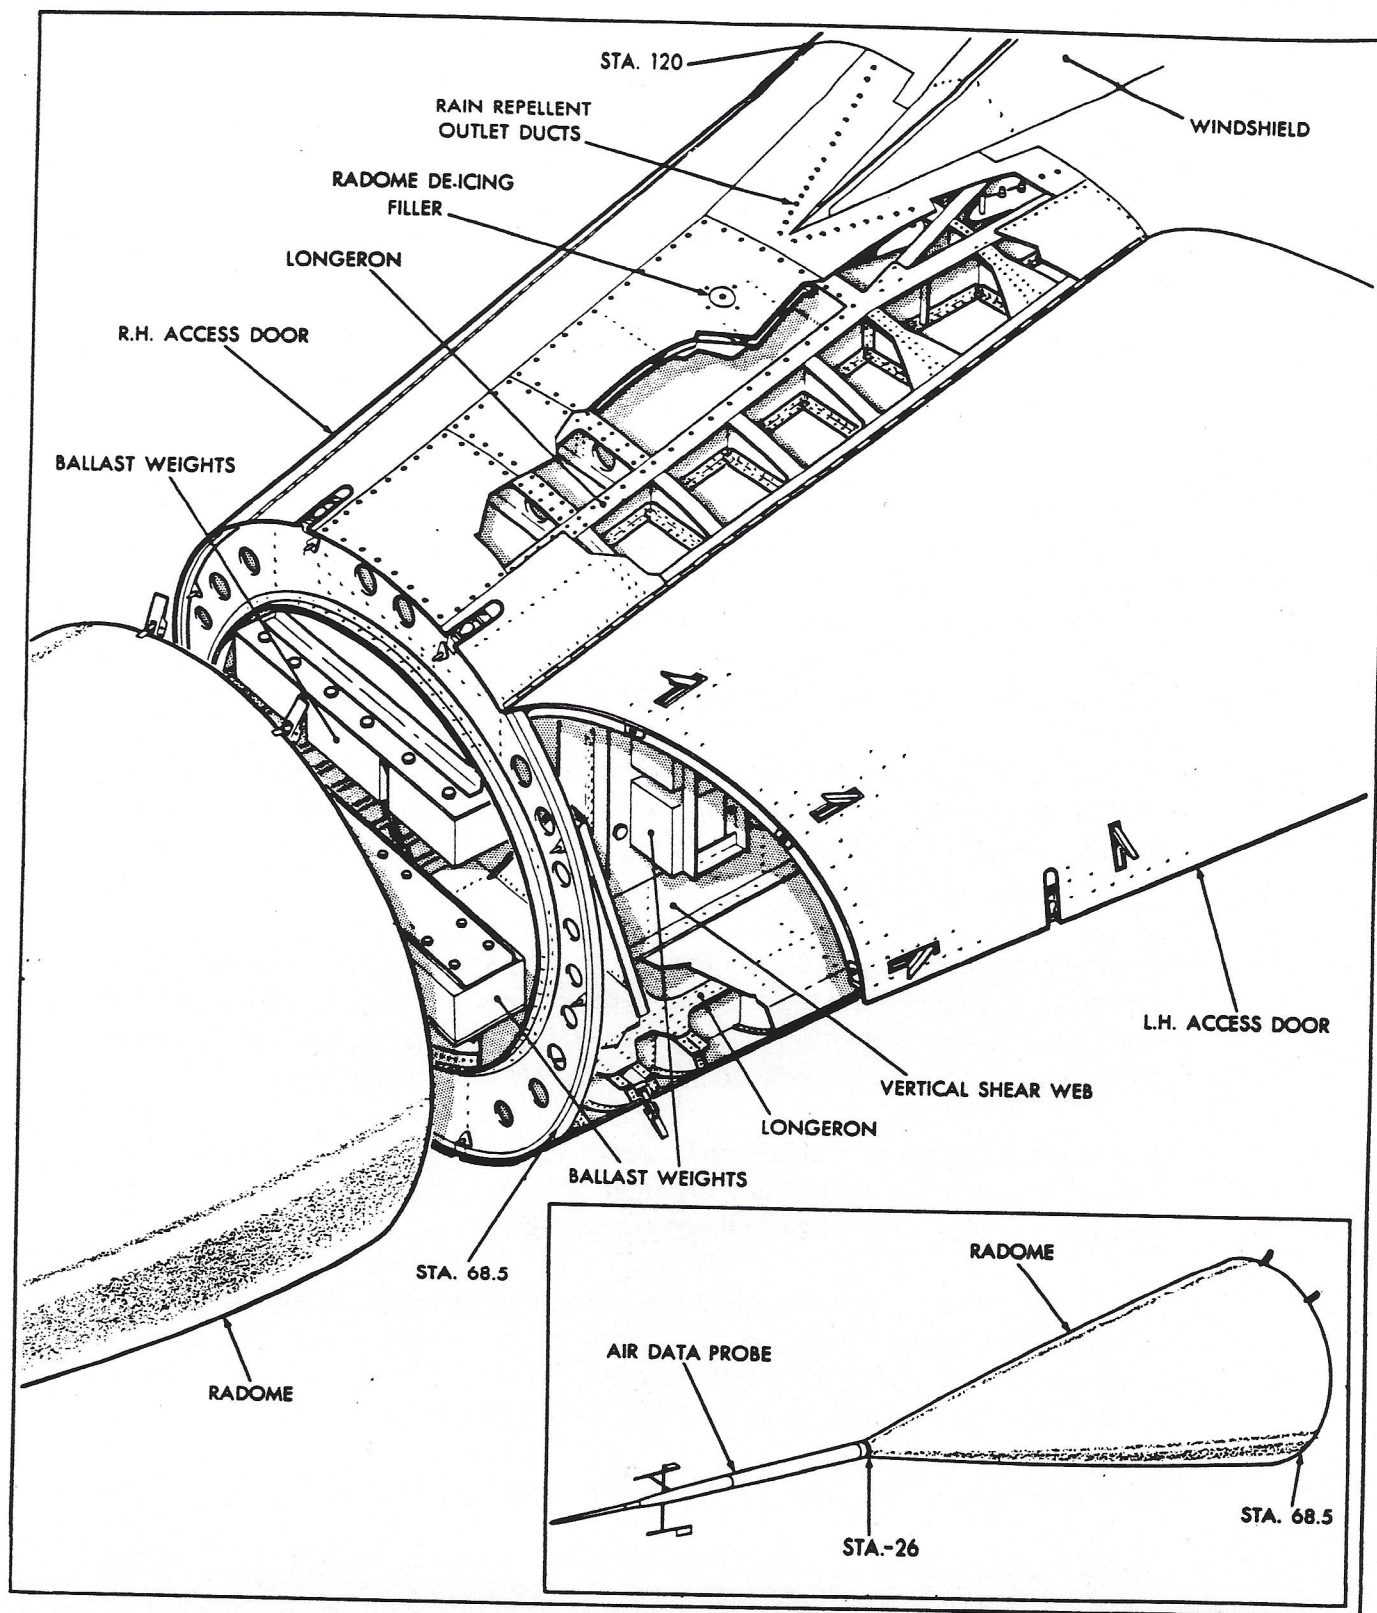 STA. 120
RAIN REPELLENT
OUTLET DUCTS
WINDSHIELD
RADOME DE-ICING
FILLER
LONGERON
R.H. ACCESS DOOR
BALLAST WEIGHTS
L.H. ACCESS DOOR
VERTICAL SHEAR WEB
LONGERON
BALLAST WEIGHTS
STA. 68.5
RADOME
RADOME
AIR DATA PROBE
STA. 68.5
STA.-26